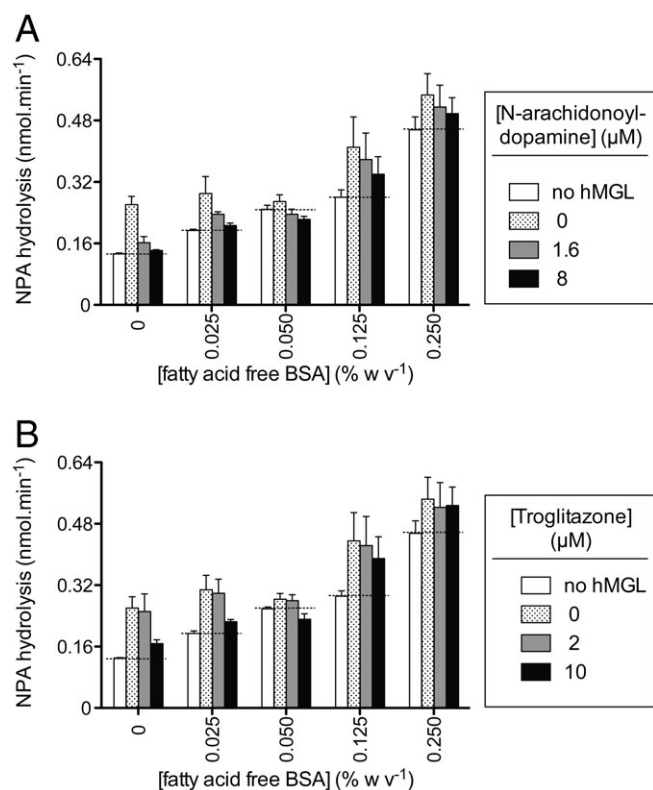 A
NPA hydrolysis (nmol.min⁻¹)
0.64
0.48
0.32
0.16
0
0
0.025
0.050
0.125
0.250
[fatty acid free BSA] (% w v⁻¹)
[N-arachidonoyl-
dopamine] (µM)
no hMGL
0
1.6
8
B
NPA hydrolysis (nmol.min⁻¹)
0.64
0.48
0.32
0.16
0
0
0.025
0.050
0.125
0.250
[fatty acid free BSA] (% w v⁻¹)
[Troglitazone]
(µM)
no hMGL
0
2
10